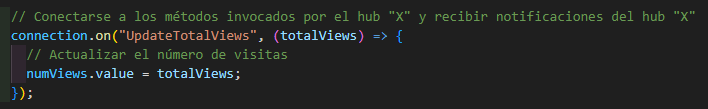 // Conectarse a los métodos invocados por el hub "X" y recibir notificaciones del hub "X"
connection.on("UpdateTotalViews", (totalViews) => {
  // Actualizar el número de visitas
  numViews.value = totalViews;
});